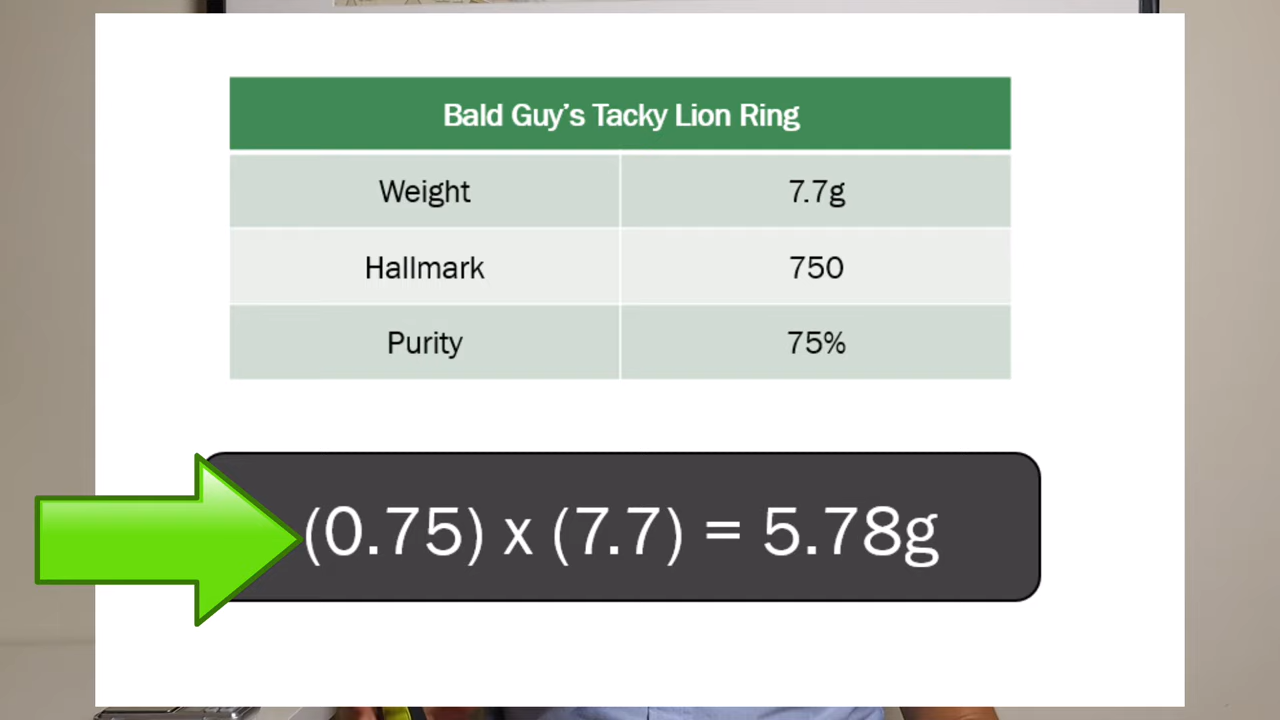 Bald Guy's Tacky Lion Ring
Weight 7.7g
Hallmark 750
Purity 75%
(0.75) x (7.7) = 5.78g